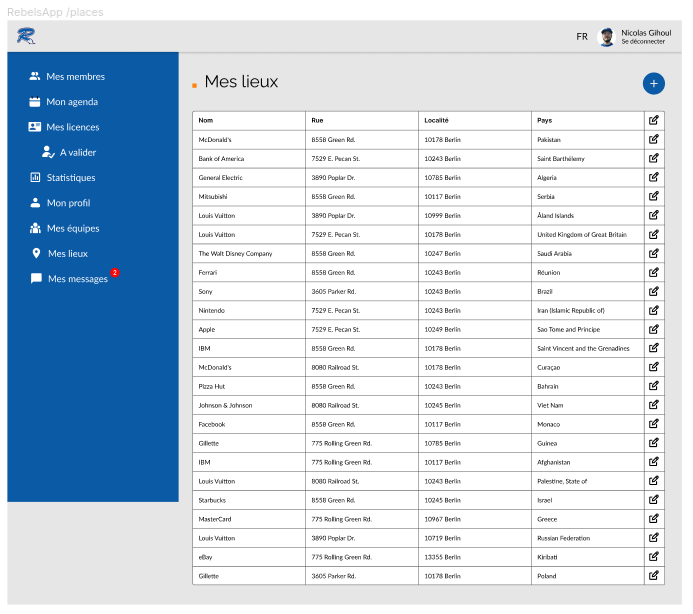 RebelsApp /places
R
FR
Nicolas Gihoul
Se déconnecter
Mes membres
Mon agenda
Mes licences
A valider
Statistiques
Mon profil
Mes équipes
Mes lieux
Mes messages 2
Mes lieux
+
Nom Rue Localité Pays
McDonald's 8558 Green Rd. 10178 Berlin Pakistan
Bank of America 7529 E. Pecan St. 10243 Berlin Saint Barthélemy
General Electric 3890 Poplar Dr. 10785 Berlin Algeria
Mitsubishi 8558 Green Rd. 10117 Berlin Serbia
Louis Vuitton 3890 Poplar Dr. 10999 Berlin Åland Islands
Louis Vuitton 7529 E. Pecan St. 10178 Berlin United Kingdom of Great Britain
The Walt Disney Company 8558 Green Rd. 10247 Berlin Saudi Arabia
Ferrari 8558 Green Rd. 10243 Berlin Réunion
Sony 3605 Parker Rd. 10243 Berlin Brazil
Nintendo 7529 E. Pecan St. 10243 Berlin Iran (Islamic Republic of)
Apple 7529 E. Pecan St. 10249 Berlin Sao Tome and Principe
IBM 8558 Green Rd. 10178 Berlin Saint Vincent and the Grenadines
McDonald's 8080 Railroad St. 10178 Berlin Curaçao
Pizza Hut 8558 Green Rd. 10243 Berlin Bahrain
Johnson & Johnson 8080 Railroad St. 10245 Berlin Viet Nam
Facebook 8558 Green Rd. 10117 Berlin Monaco
Gillette 775 Rolling Green Rd. 10785 Berlin Guinea
IBM 775 Rolling Green Rd. 10117 Berlin Afghanistan
Louis Vuitton 8080 Railroad St. 10243 Berlin Palestine, State of
Starbucks 8558 Green Rd. 10245 Berlin Israel
MasterCard 775 Rolling Green Rd. 10967 Berlin Greece
Louis Vuitton 3890 Poplar Dr. 10719 Berlin Russian Federation
eBay 775 Rolling Green Rd. 13355 Berlin Kiribati
Gillette 3605 Parker Rd. 10178 Berlin Poland